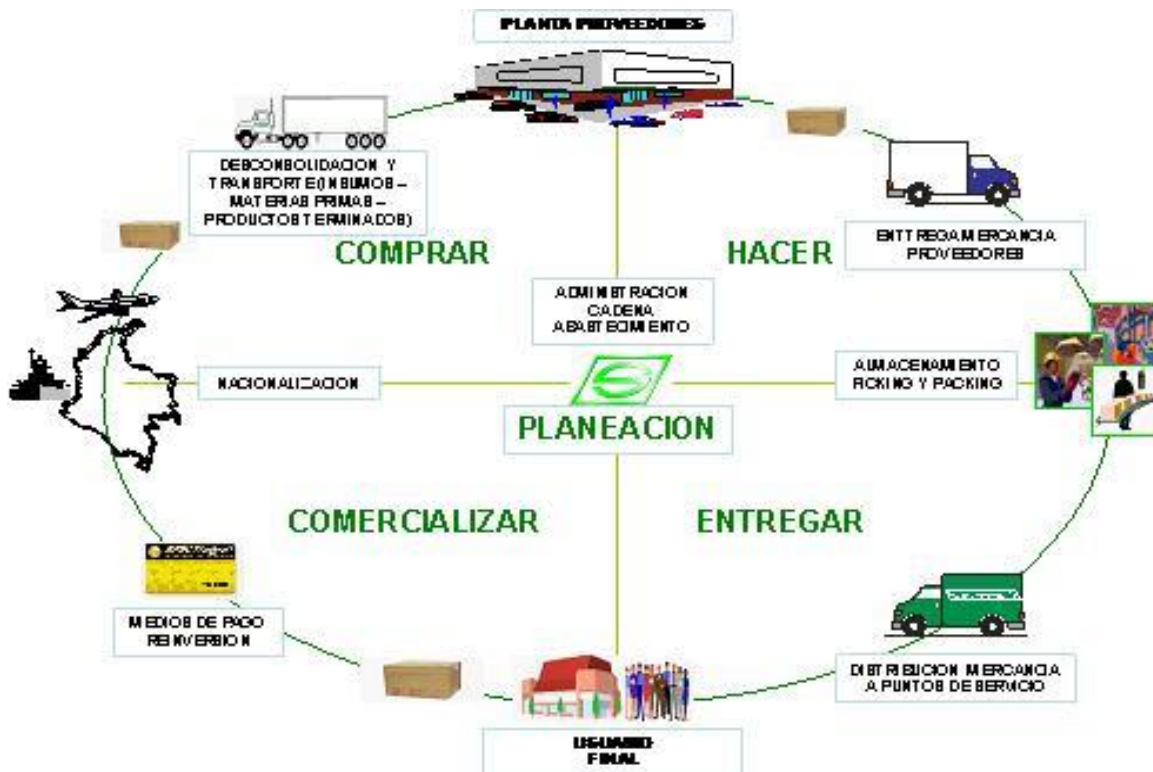 PLANTA PROVEEDORES
DESCONSOLIDACION Y
TRANSPORTE(INSUMOS –
MATERIAS PRIMAS –
PRODUCTOS TERMINADOS)
COMPRAR
HACER
ENTTREGA MERCANCIA
PROVEEDORES
ADMINISTRACION
CADENA
ABASTECIMIENTO
NACIONALIZACION
ALMACENAMIENTO
PICKING Y PACKING
PLANEACION
COMERCIALIZAR
ENTREGAR
MEDIOS DE PAGO
REINVERSION
DISTRIBUCION MERCANCIA
A PUNTOS DE SERVICIO
USUARIO
FINAL